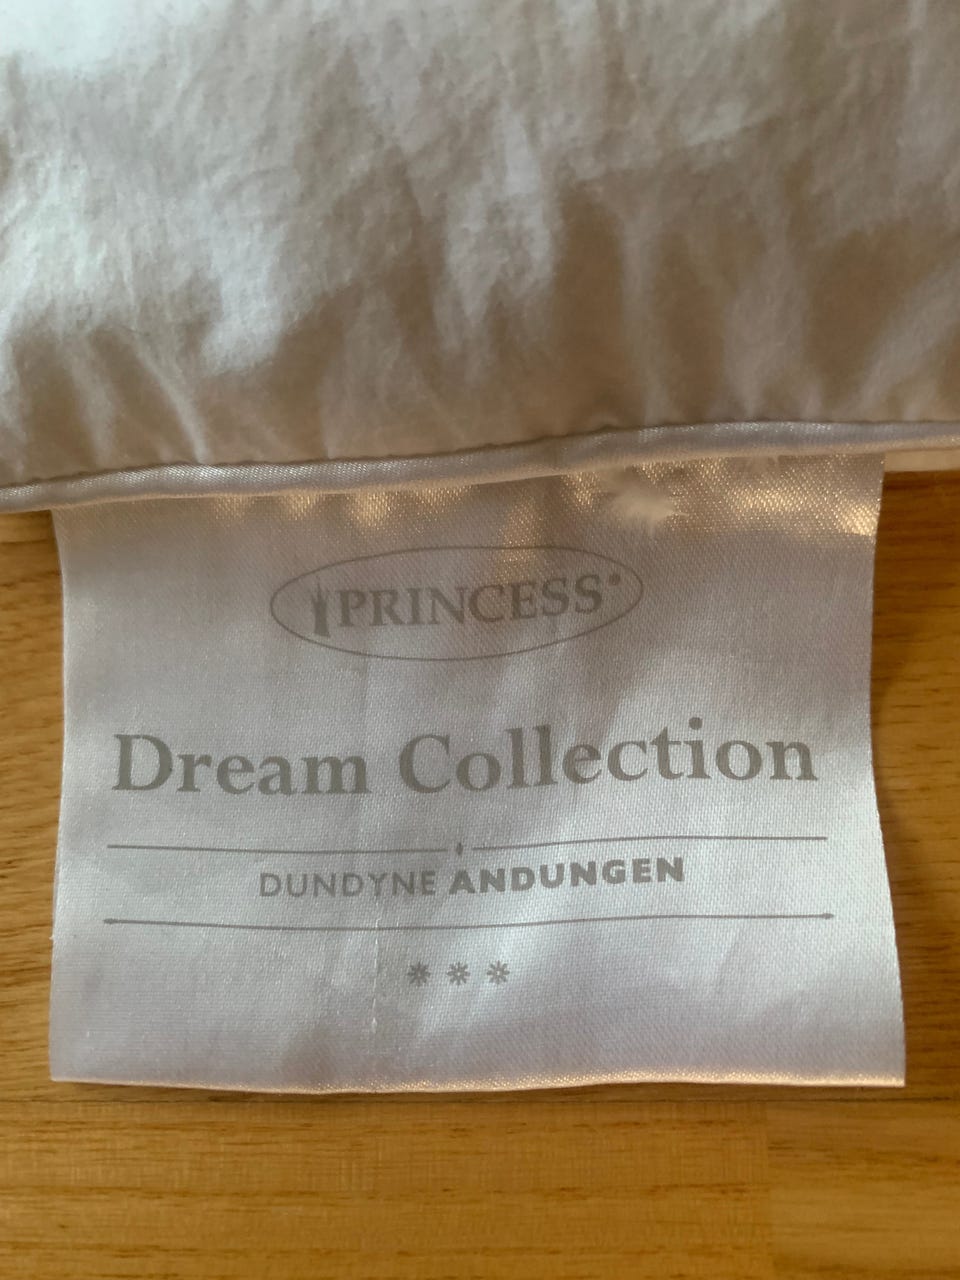 PRINCESS®
Dream Collection
DUNDYNE ANDUNGEN
***